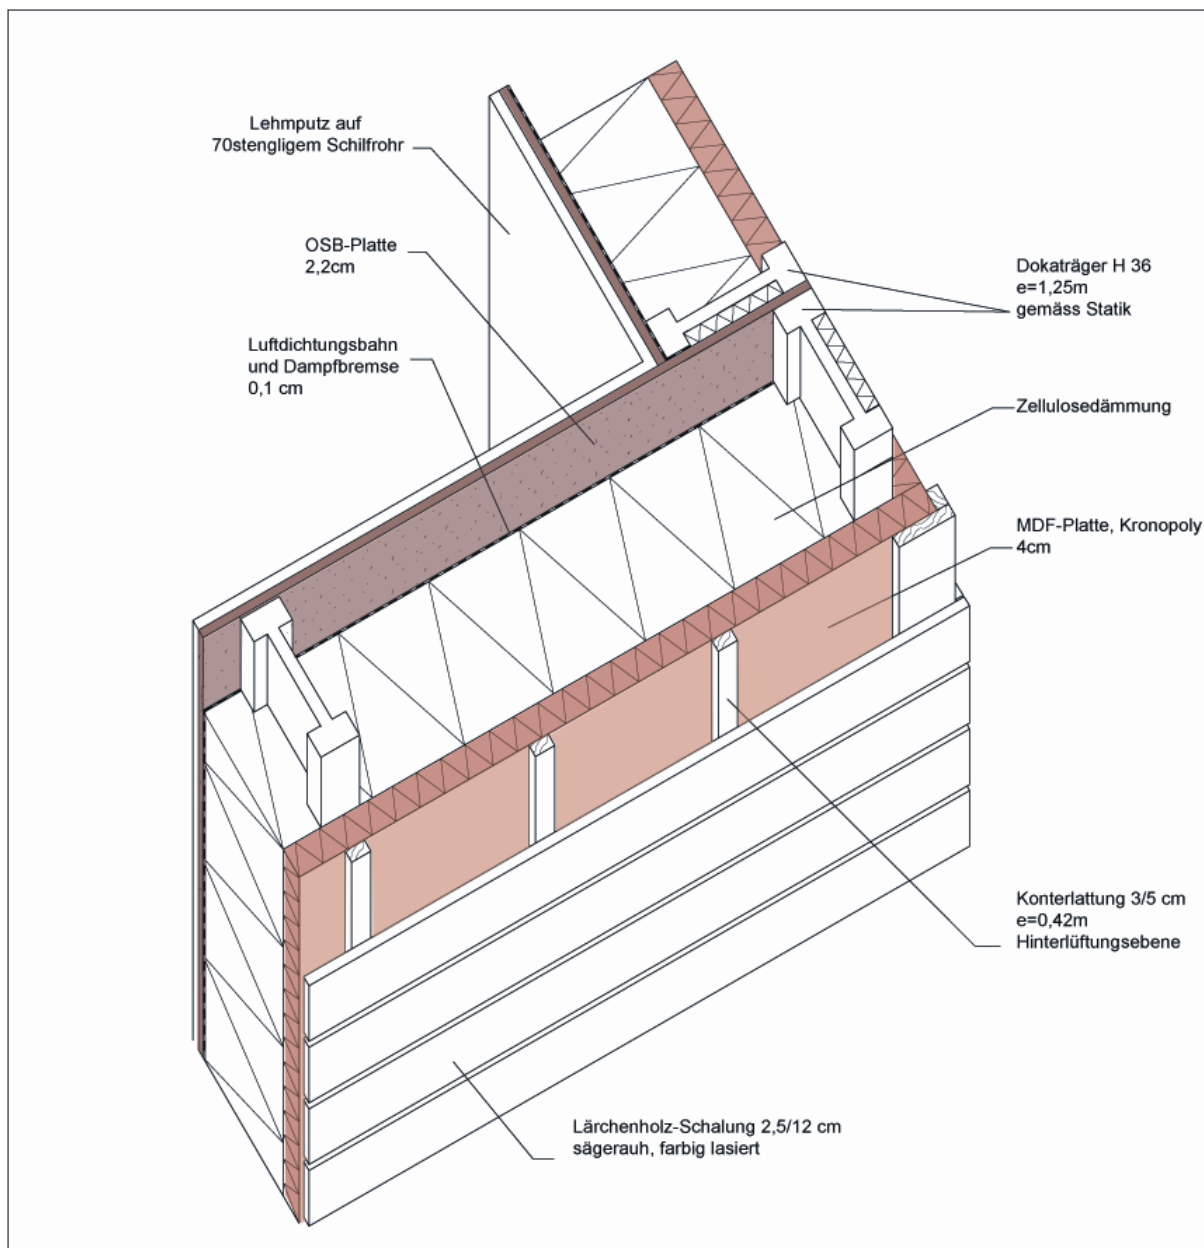 Lehmputz auf
70stengligem Schilfrohr
OSB-Platte
2,2cm
Luftdichtungsbahn
und Dampfbremse
0,1 cm
Dokaträger H 36
e=1,25m
gemäss Statik
Zellulosedämmung
MDF-Platte, Kronopoly
4cm
Konterlattung 3/5 cm
e=0,42m
Hinterlüftungsebene
Lärchenholz-Schalung 2,5/12 cm
sägerauh, farbig lasiert